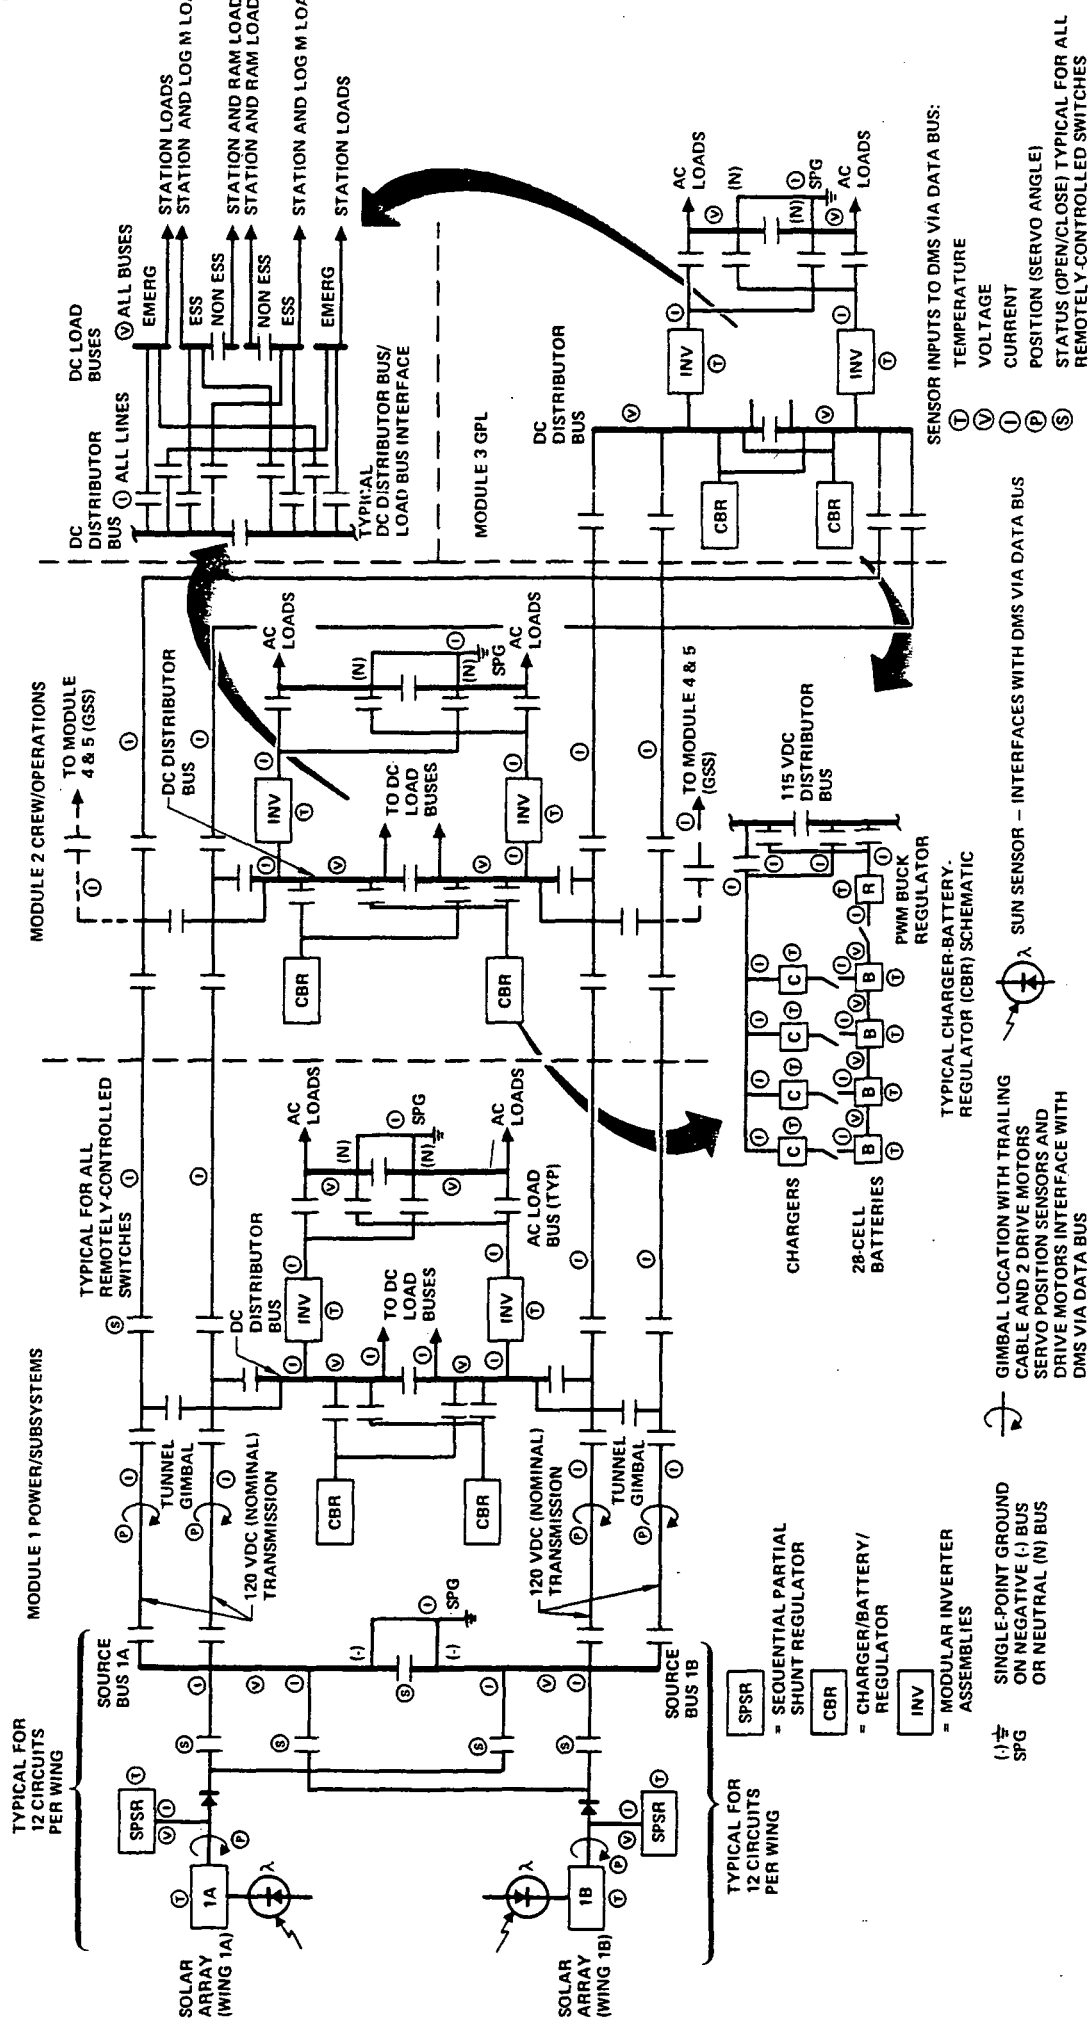 MODULE 1 POWER/SUBSYSTEMS
MODULE 2 CREW/OPERATIONS
TYPICAL FOR
12 CIRCUITS
PER WING
SOLAR
ARRAY
(WING 1A)
1A
T
λ
SPSR
T
V
I
P
S
S
SOURCE
BUS 1A
I
V
I
(-)
S
(-)
I
SPG
120 VDC (NOMINAL)
TRANSMISSION
P
P
TUNNEL
GIMBAL
I
I
S
TYPICAL FOR ALL
REMOTELY-CONTROLLED
SWITCHES
I
I
DC
DISTRIBUTOR
BUS
INV
T
I
I
V
I
TO DC
LOAD
BUSES
I
V
I
INV
T
I
CBR
CBR
AC
LOADS
V
(N)
(N)
I
SPG
V
AC
LOADS
AC LOAD
BUS (TYP)
SOLAR
ARRAY
(WING 1B)
1B
T
λ
SPSR
T
V
I
P
S
S
I
V
I
SOURCE
BUS 1B
TYPICAL FOR
12 CIRCUITS
PER WING
120 VDC (NOMINAL)
TRANSMISSION
P
P
TUNNEL
GIMBAL
I
I
I
I
TO MODULE
4 & 5 (GSS)
I
I
I
DC DISTRIBUTOR
BUS
INV
T
I
I
V
TO DC
LOAD
BUSES
V
I
INV
T
I
CBR
CBR
AC
LOADS
(N)
(N)
I
SPG
AC
LOADS
I
I
I
TO MODULE 4 & 5
(GSS)
DC
DISTRIBUTOR
BUS
I ALL LINES
DC LOAD
BUSES
V ALL BUSES
EMERG
STATION LOADS
ESS
STATION AND LOG M
NON ESS
STATION AND RAM LOAD
NON ESS
STATION AND RAM LOAD
ESS
STATION AND LOG M
EMERG
STATION LOADS
TYPICAL
DC DISTRIBUTOR BUS/
LOAD BUS INTERFACE
MODULE 3 GPL
DC
DISTRIBUTOR
BUS
V
V
CBR
CBR
INV
T
I
INV
T
I
AC
LOADS
V
(N)
I
SPG
(N)
V
AC
LOADS
115 VDC
DISTRIBUTOR
BUS
I
I
I
I
I
I
I
I
CHARGERS
C
T
C
T
C
T
C
T
I
V
I
V
I
V
I
V
28-CELL
BATTERIES
B
T
B
T
B
T
B
T
I
R
T
PWM BUCK
REGULATOR
TYPICAL CHARGER-BATTERY-
REGULATOR (CBR) SCHEMATIC
SENSOR INPUTS TO DMS VIA DATA BUS:
T TEMPERATURE
V VOLTAGE
I CURRENT
P POSITION (SERVO ANGLE)
S STATUS (OPEN/CLOSE) TYPICAL FOR ALL
REMOTELY-CONTROLLED SWITCHES
SPSR = SEQUENTIAL PARTIAL
SHUNT REGULATOR
CBR = CHARGER/BATTERY/
REGULATOR
INV = MODULAR INVERTER
ASSEMBLIES
(-) SPG SINGLE-POINT GROUND
ON NEGATIVE (-) BUS
OR NEUTRAL (N) BUS
GIMBAL LOCATION WITH TRAILING
CABLE AND 2 DRIVE MOTORS
SERVO POSITION SENSORS AND
DRIVE MOTORS INTERFACE WITH
DMS VIA DATA BUS
λ
SUN SENSOR – INTERFACES WITH DMS VIA DATA BUS